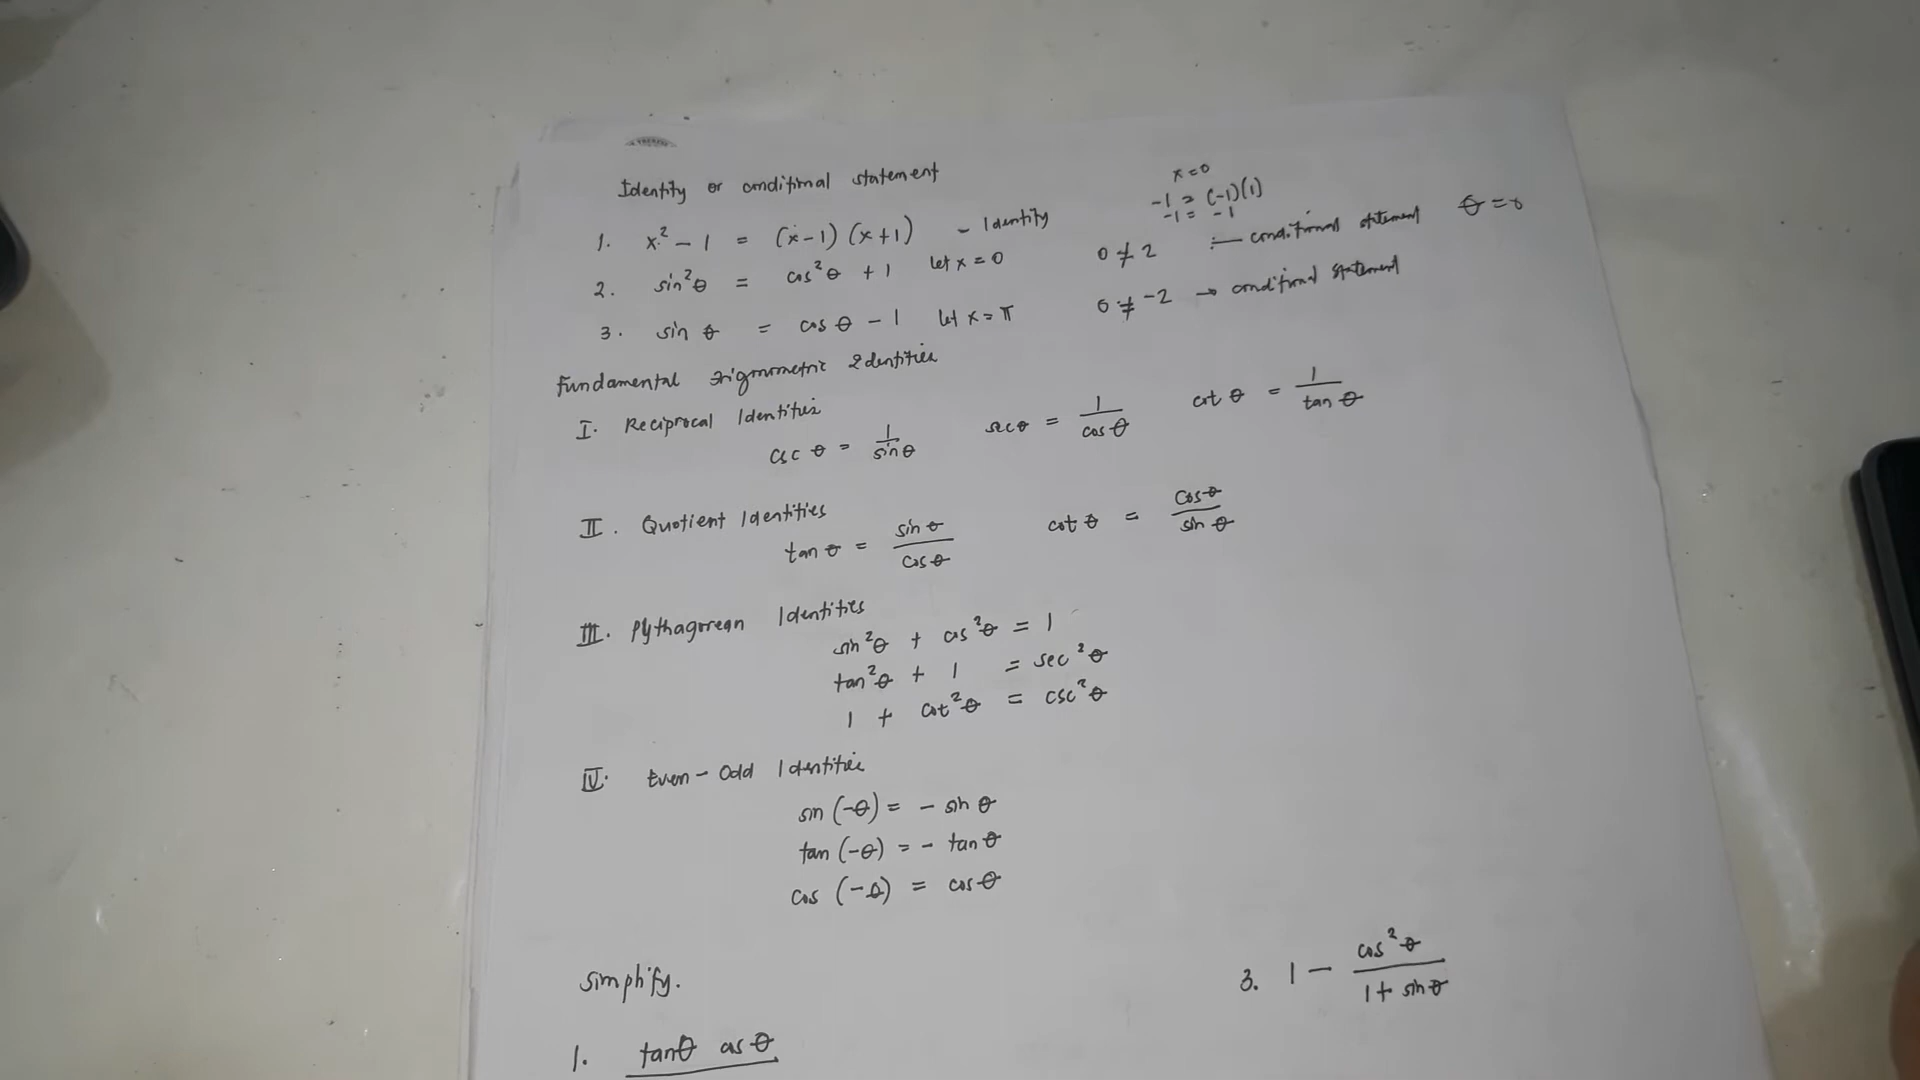 Identity or conditional statement
x = 0
-1 = (-1)(1)
-1 = -1
1. x² - 1 = (x-1) (x+1) - Identity
2. sin²θ = cos²θ + 1 let x = 0 0 ≠ 2 — conditional statement θ = 0
3. sin θ = cos θ - 1 let x = π 0 ≠ -2 → conditional statement
Fundamental Trigonometric Identities
I. Reciprocal Identities
csc θ = 1/sin θ sec θ = 1/cos θ cot θ = 1/tan θ
II. Quotient Identities
tan θ = sin θ/cos θ cot θ = cos θ/sin θ
III. Pythagorean Identities
sin²θ + cos²θ = 1
tan²θ + 1 = sec²θ
1 + cot²θ = csc²θ
IV. Even-Odd Identities
sin (-θ) = - sin θ
tan (-θ) = - tan θ
cos (-θ) = cos θ
Simplify.
1. tan θ cos θ
3. 1 - cos²θ/1 + sin θ